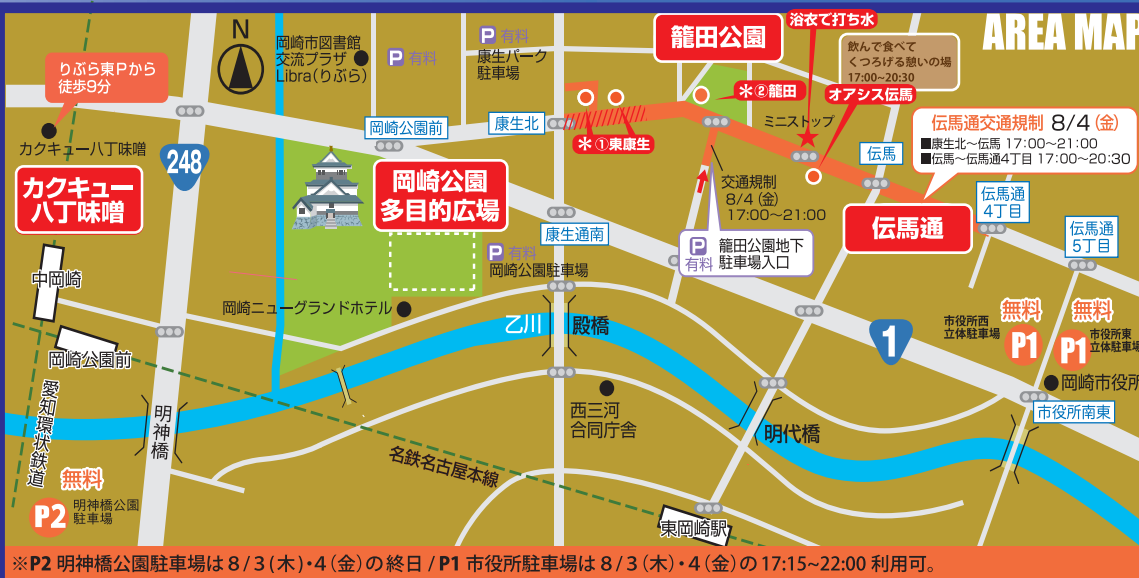 AREA MAP
N
りぶら東Pから
徒歩9分
カクキュー八丁味噌
カクキュー
八丁味噌
248
岡崎市図書館
交流プラザ
Libra(りぶら)
P 有料
P 有料
康生パーク
駐車場
籠田公園
浴衣で打ち水
飲んで食べて
くつろげる憩いの場
17:00~20:30
オアシス伝馬
＊②籠田
＊①東康生
ミニストップ
岡崎公園前
康生北
伝馬
伝馬通交通規制 8/4(金)
■康生北～伝馬 17:00～21:00
■伝馬～伝馬通4丁目 17:00～20:30
交通規制
8/4(金)
17:00～21:00
岡崎公園
多目的広場
伝馬通
伝馬通
4丁目
伝馬通
5丁目
康生通南
P 有料
岡崎公園駐車場
P
有料
籠田公園地下
駐車場入口
中岡崎
岡崎公園前
岡崎ニューグランドホテル
乙川
殿橋
1
無料
市役所西
立体駐車場
P1
無料
P1
市役所東
立体駐車場
岡崎市役所
市役所南東
愛知環状鉄道
明神橋
西三河
合同庁舎
明代橋
名鉄名古屋本線
東岡崎駅
無料
P2
明神橋公園
駐車場
※P2 明神橋公園駐車場は 8/3(木)・4(金)の終日 / P1 市役所駐車場は 8/3(木)・4(金)の 17:15~22:00 利用可。